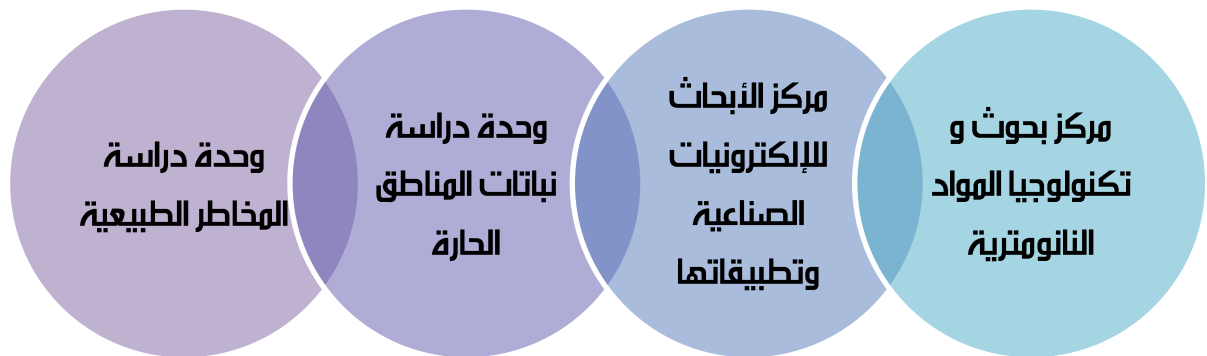 مركز بحوث و
تكنولوجيا المواد
النانومترية
مركز الأبحاث
للإلكترونيات
الصناعية
وتطبيقاتها
وحدة دراسة
نباتات المناطق
الحارة
وحدة دراسة
المخاطر الطبيعية